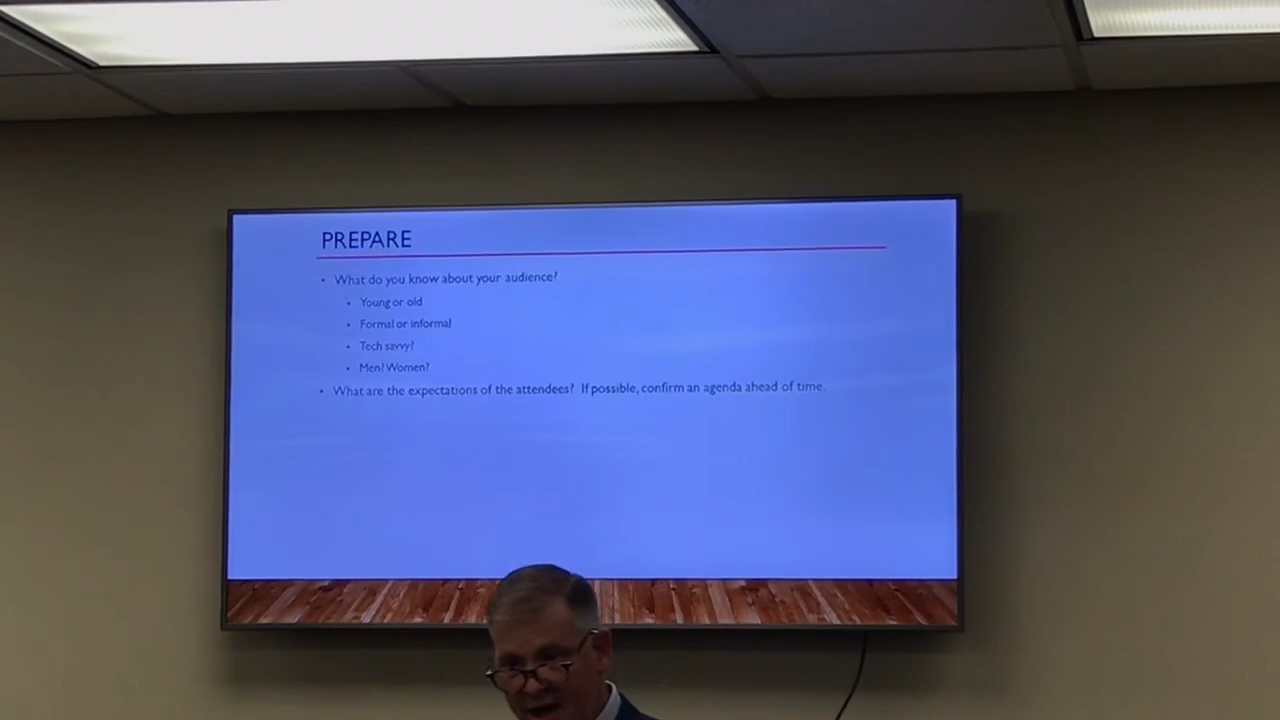 PREPARE
• What do you know about your audience?
• Young or old
• Formal or informal
• Tech savvy?
• Men? Women?
• What are the expectations of the attendees? If possible, confirm an agenda ahead of time.